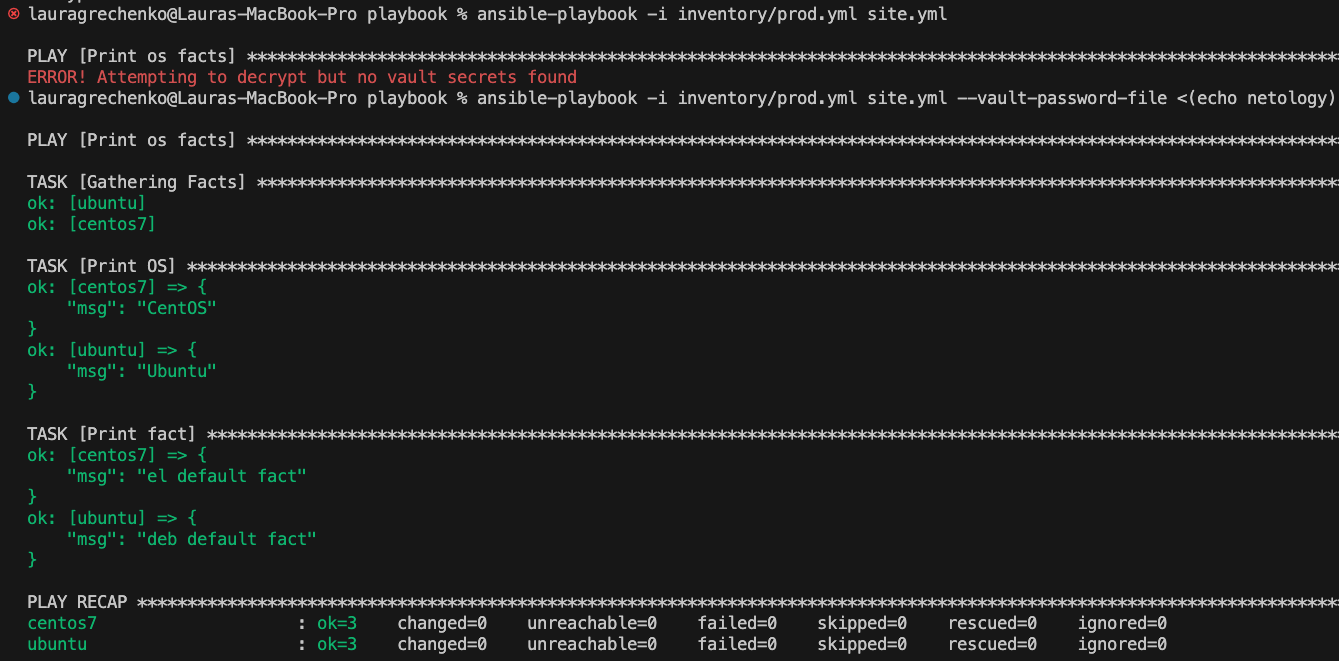 lauragrechenko@Lauras-MacBook-Pro playbook % ansible-playbook -i inventory/prod.yml site.yml
PLAY [Print os facts] ************************************************************************************************************
ERROR! Attempting to decrypt but no vault secrets found
lauragrechenko@Lauras-MacBook-Pro playbook % ansible-playbook -i inventory/prod.yml site.yml --vault-password-file <(echo netology)
PLAY [Print os facts] ************************************************************************************************************
TASK [Gathering Facts] ***********************************************************************************************************
ok: [ubuntu]
ok: [centos7]
TASK [Print OS] ******************************************************************************************************************
ok: [centos7] => {
    "msg": "CentOS"
}
ok: [ubuntu] => {
    "msg": "Ubuntu"
}
TASK [Print fact] ****************************************************************************************************************
ok: [centos7] => {
    "msg": "el default fact"
}
ok: [ubuntu] => {
    "msg": "deb default fact"
}
PLAY RECAP ***********************************************************************************************************************
centos7                    : ok=3    changed=0    unreachable=0    failed=0    skipped=0    rescued=0    ignored=0
ubuntu                     : ok=3    changed=0    unreachable=0    failed=0    skipped=0    rescued=0    ignored=0